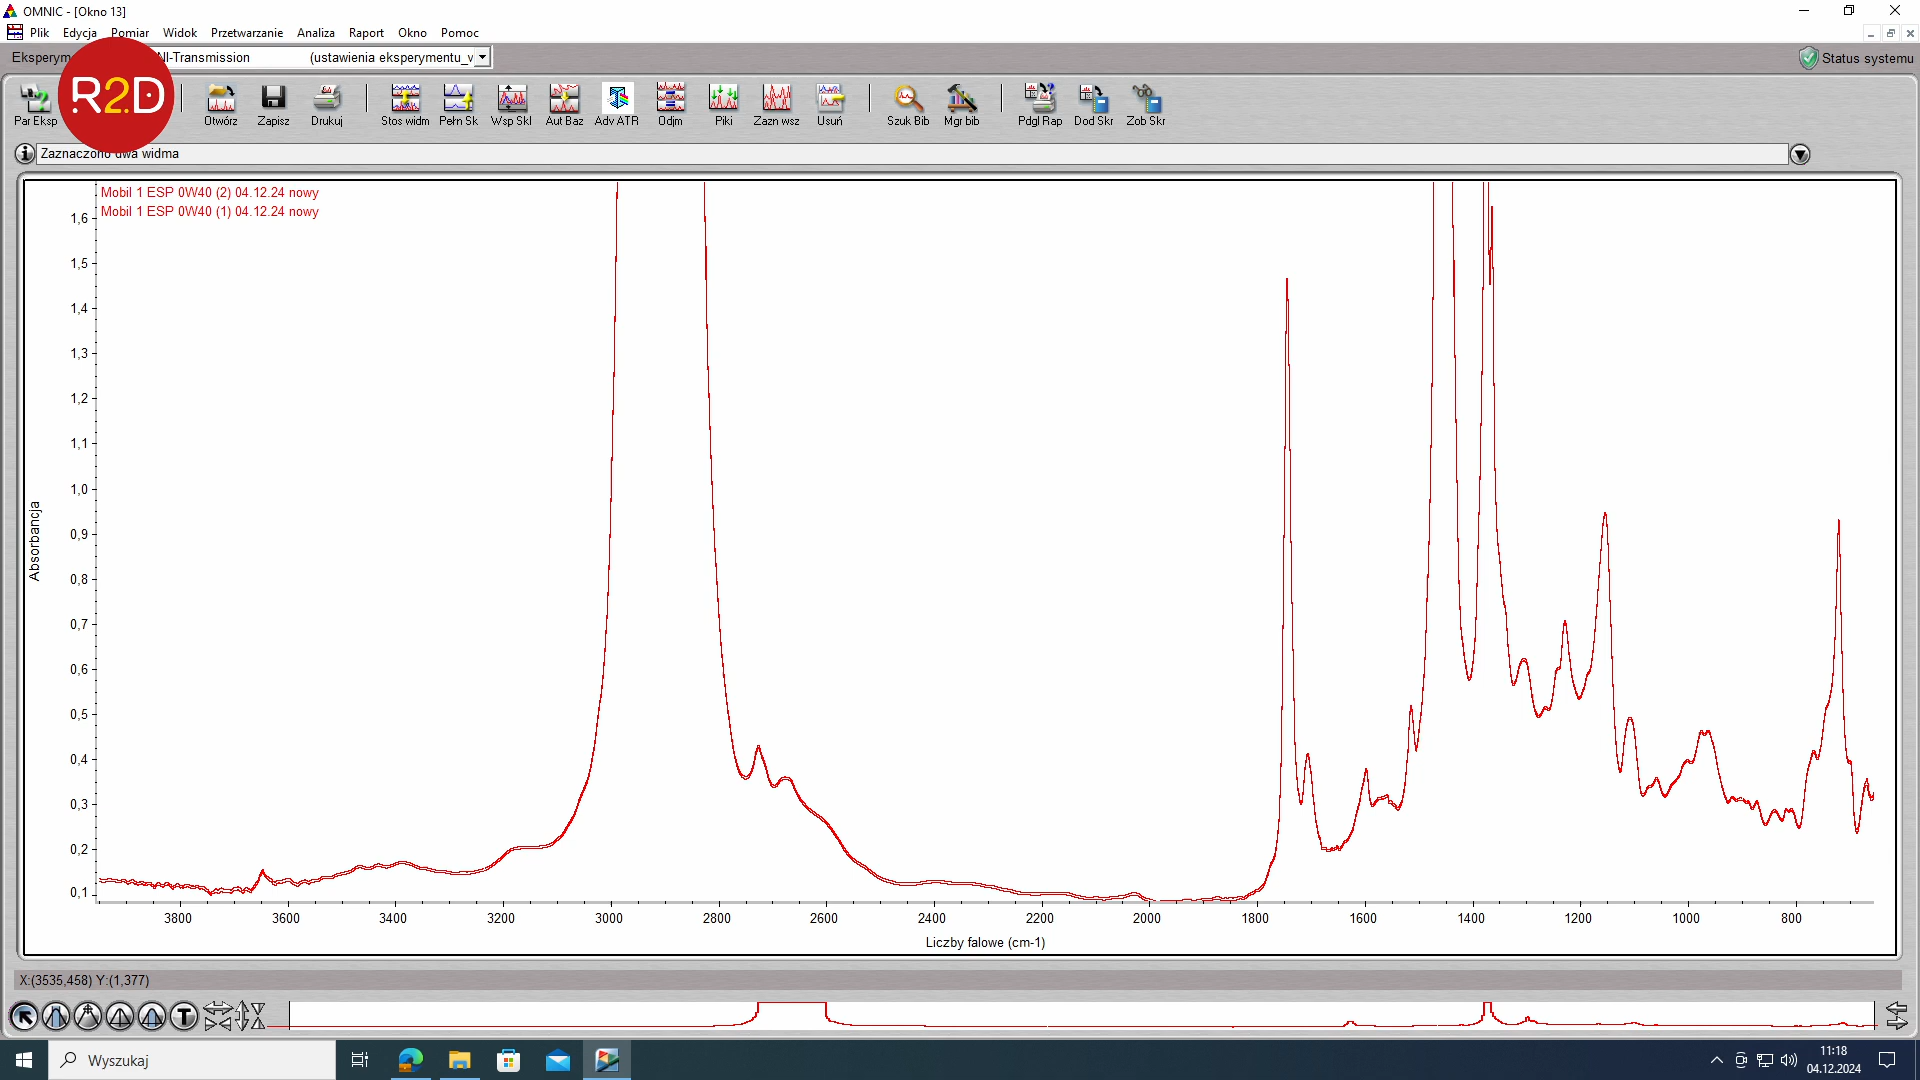 OMNIC - [Okno 13]
Plik Edycja Pomiar Widok Przetwarzanie Analiza Raport Okno Pomoc
NI-Transmission (ustawienia eksperymentu_v
Status systemu
R2D
Par Eksp Otwórz Zapisz Drukuj Stos widm Pełn Sk Wsp Skl Aut Baz Adv ATR Odjm Piki Zazn wsz Usuń Szuk Bib Mgr bib Pdgl Rap Dod Skr Zob Skr
Zaznaczono dwa widma
Mobil 1 ESP 0W40 (2) 04.12.24 nowy
Mobil 1 ESP 0W40 (1) 04.12.24 nowy
1,6
1,5
1,4
1,3
1,2
1,1
1,0
0,9
0,8
0,7
0,6
0,5
0,4
0,3
0,2
0,1
Absorbancja
3800 3600 3400 3200 3000 2800 2600 2400 2200 2000 1800 1600 1400 1200 1000 800
Liczby falowe (cm-1)
X:(3535,458) Y:(1,377)
T
Wyszukaj
11:18
04.12.2024